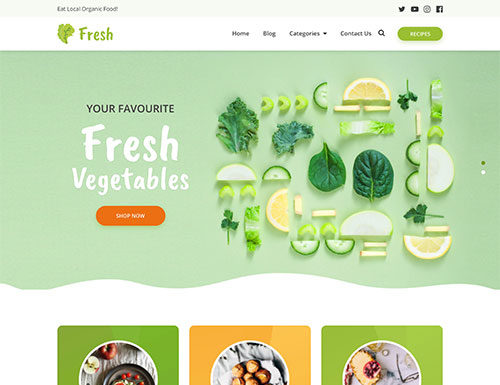 Eat Local Organic Food!
Fresh
Home Blog Categories Contact Us RECIPES
YOUR FAVOURITE
Fresh
Vegetables
SHOP NOW